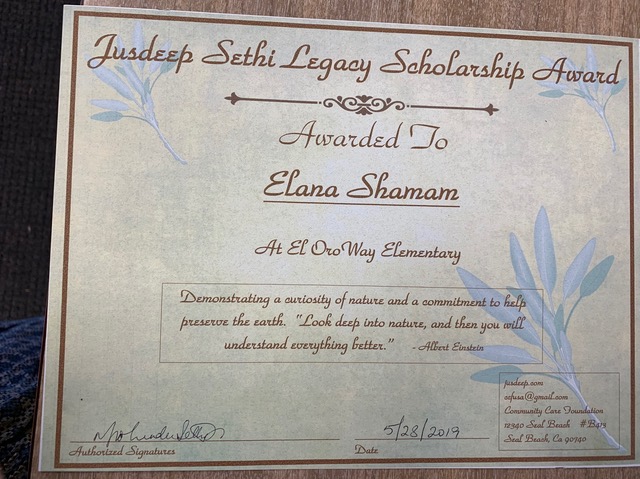 Jusdeep Sethi Legacy Scholarship Award
Awarded To
Elana Shamam
At El Oro Way Elementary
Demonstrating a curiosity of nature and a commitment to help
preserve the earth. "Look deep into nature, and then you will
understand everything better." - Albert Einstein
jusdeep.com
aefusa@gmail.com
Community Care Foundation
12340 Seal Beach #B413
Seal Beach, Ca 90740
5/28/2019
Authorized Signatures
Date